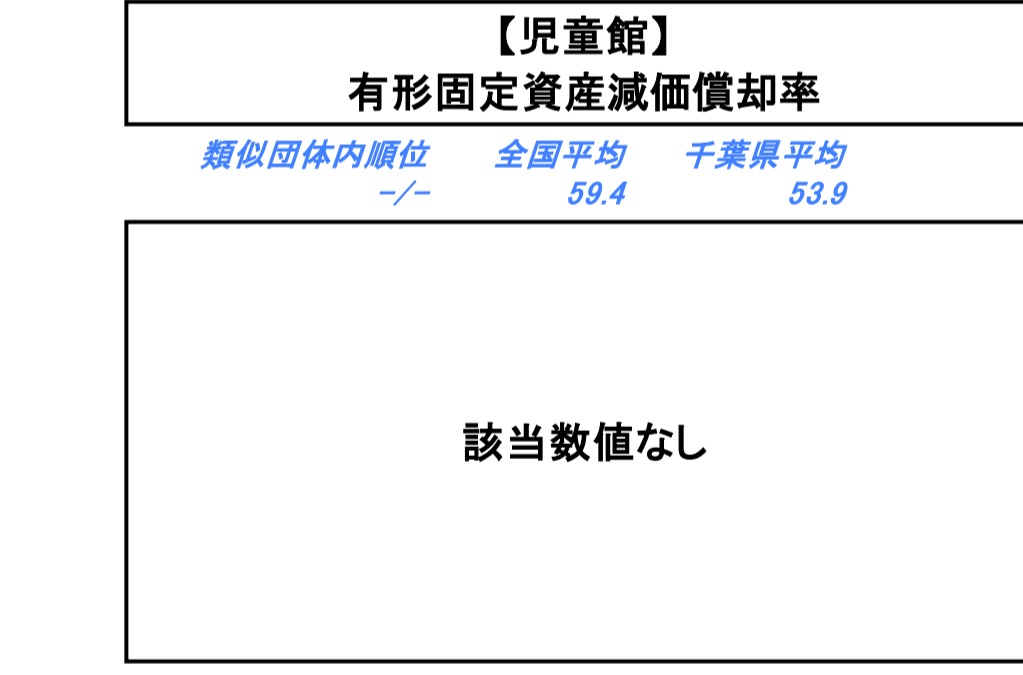 【児童館】
有形固定資産減価償却率
類似団体内順位 全国平均 千葉県平均
-/- 59.4 53.9
該当数値なし